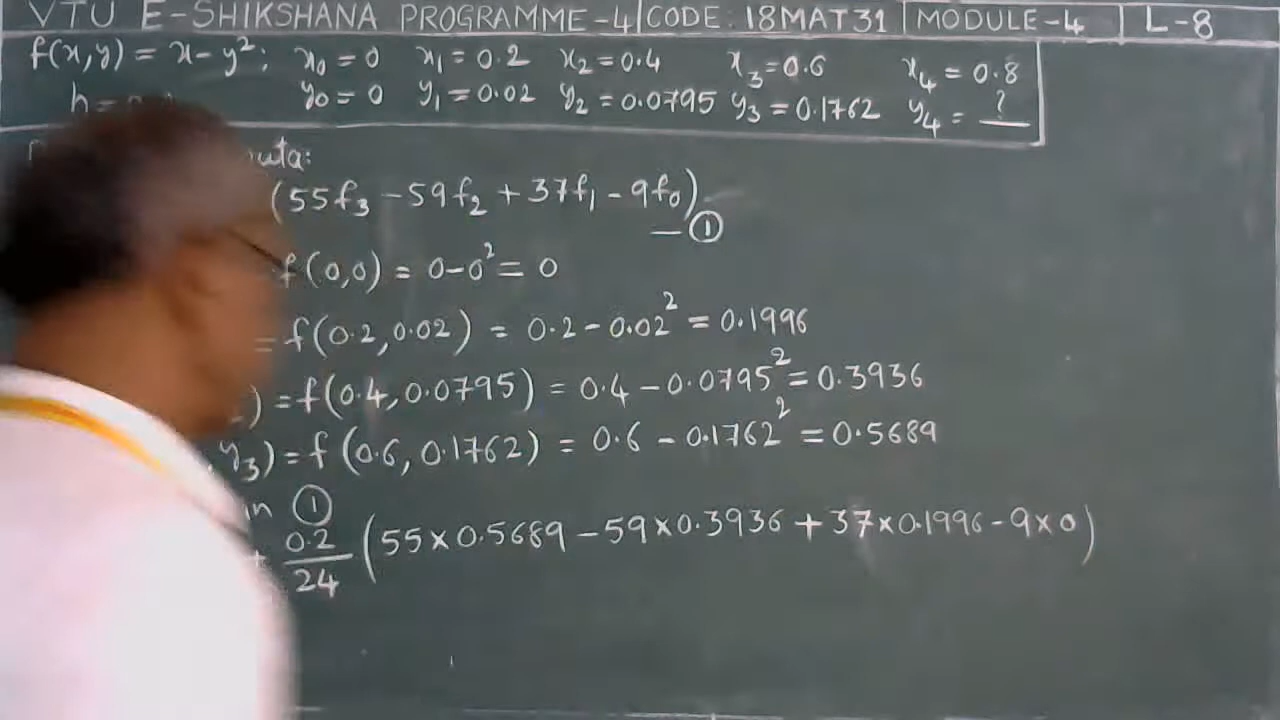 VTU E-SHIKSHANA PROGRAMME-4 | CODE: 18MAT31 | MODULE-4 | L-8
f(x,y) = x-y²; x₀=0 x₁=0.2 x₂=0.4 x₃=0.6 x₄=0.8
h= y₀=0 y₁=0.02 y₂=0.0795 y₃=0.1762 y₄= ?
(55f₃ -59f₂ +37f₁ -9f₀)
— ①
f(0,0) = 0-0² = 0
= f(0.2,0.02) = 0.2-0.02² = 0.1996
) = f(0.4,0.0795) = 0.4-0.0795² = 0.3936
y₃) = f(0.6, 0.1762) = 0.6-0.1762² = 0.5689
in ①
+ 0.2/24 (55×0.5689 -59×0.3936 +37×0.1996 -9×0)